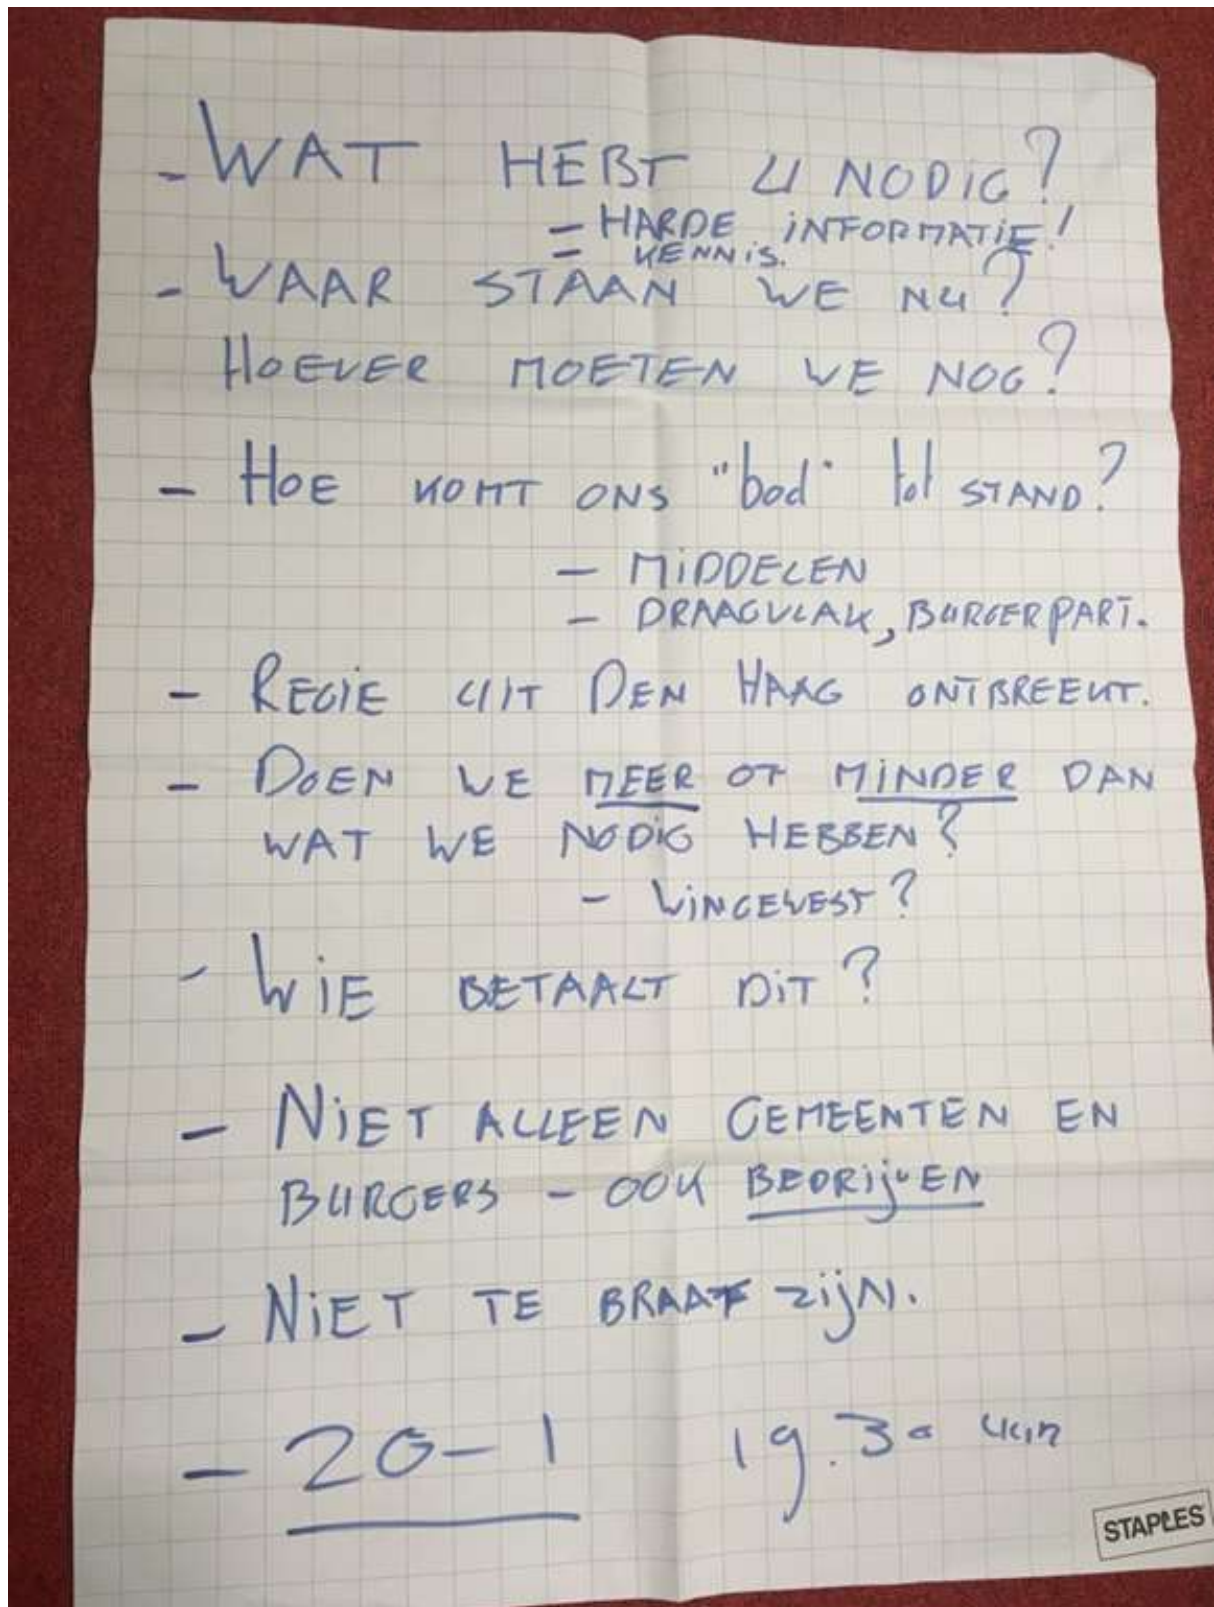 - WAT HEBT U NODIG?
- HARDE INFORMATIE!
- KENNIS.
- WAAR STAAN WE NU?
HOEVER MOETEN WE NOG?
- HOE KOMT ONS "bod" tot STAND?
- MIDDELEN
- DRAAGVLAK, BURGERPART.
- REGIE UIT DEN HAAG ONTBREEKT.
- DOEN WE MEER OF MINDER DAN
WAT WE NODIG HEBBEN?
- WINGEWEST?
- WIE BETAALT DIT?
- NIET ALLEEN GEMEENTEN EN
BURGERS - OOK BEDRIJVEN
- NIET TE BRAAF zijN.
- 20-1 19.30
STAPLES